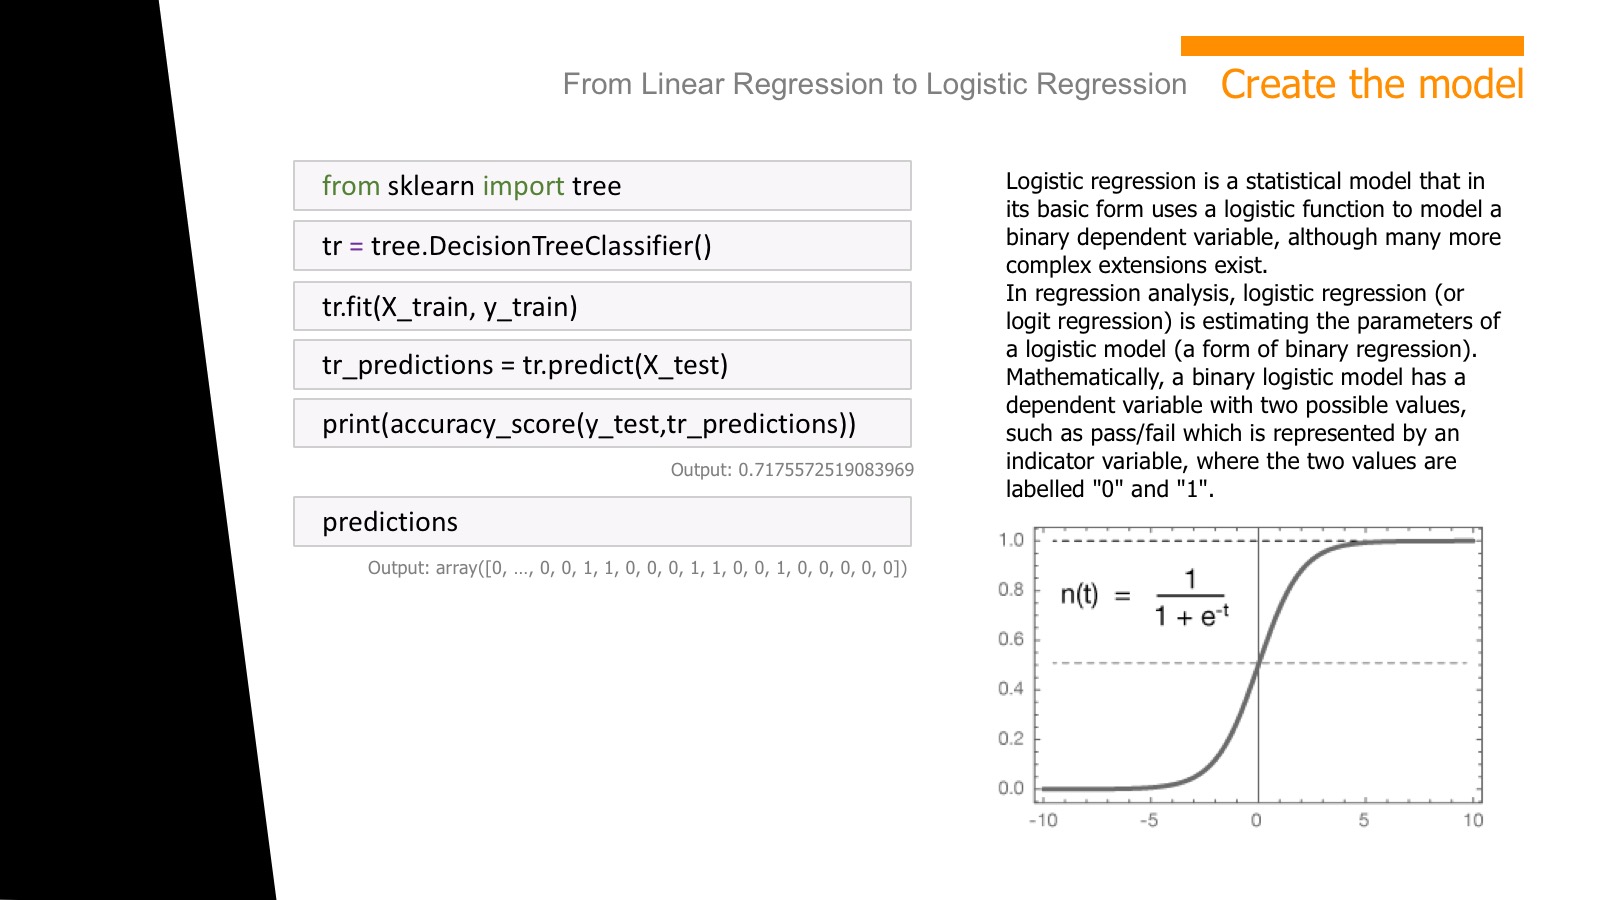 From Linear Regression to Logistic Regression Create the model
from sklearn import tree
tr = tree.DecisionTreeClassifier()
tr.fit(X_train, y_train)
tr_predictions = tr.predict(X_test)
print(accuracy_score(y_test,tr_predictions))
Output: 0.7175572519083969
predictions
Output: array([0, ..., 0, 0, 1, 1, 0, 0, 0, 1, 1, 0, 0, 1, 0, 0, 0, 0, 0])
Logistic regression is a statistical model that in
its basic form uses a logistic function to model a
binary dependent variable, although many more
complex extensions exist.
In regression analysis, logistic regression (or
logit regression) is estimating the parameters of
a logistic model (a form of binary regression).
Mathematically, a binary logistic model has a
dependent variable with two possible values,
such as pass/fail which is represented by an
indicator variable, where the two values are
labelled "0" and "1".
1.0
0.8
0.6
0.4
0.2
0.0
n(t) = 1
1 + e-t
-10 -5 0 5 10